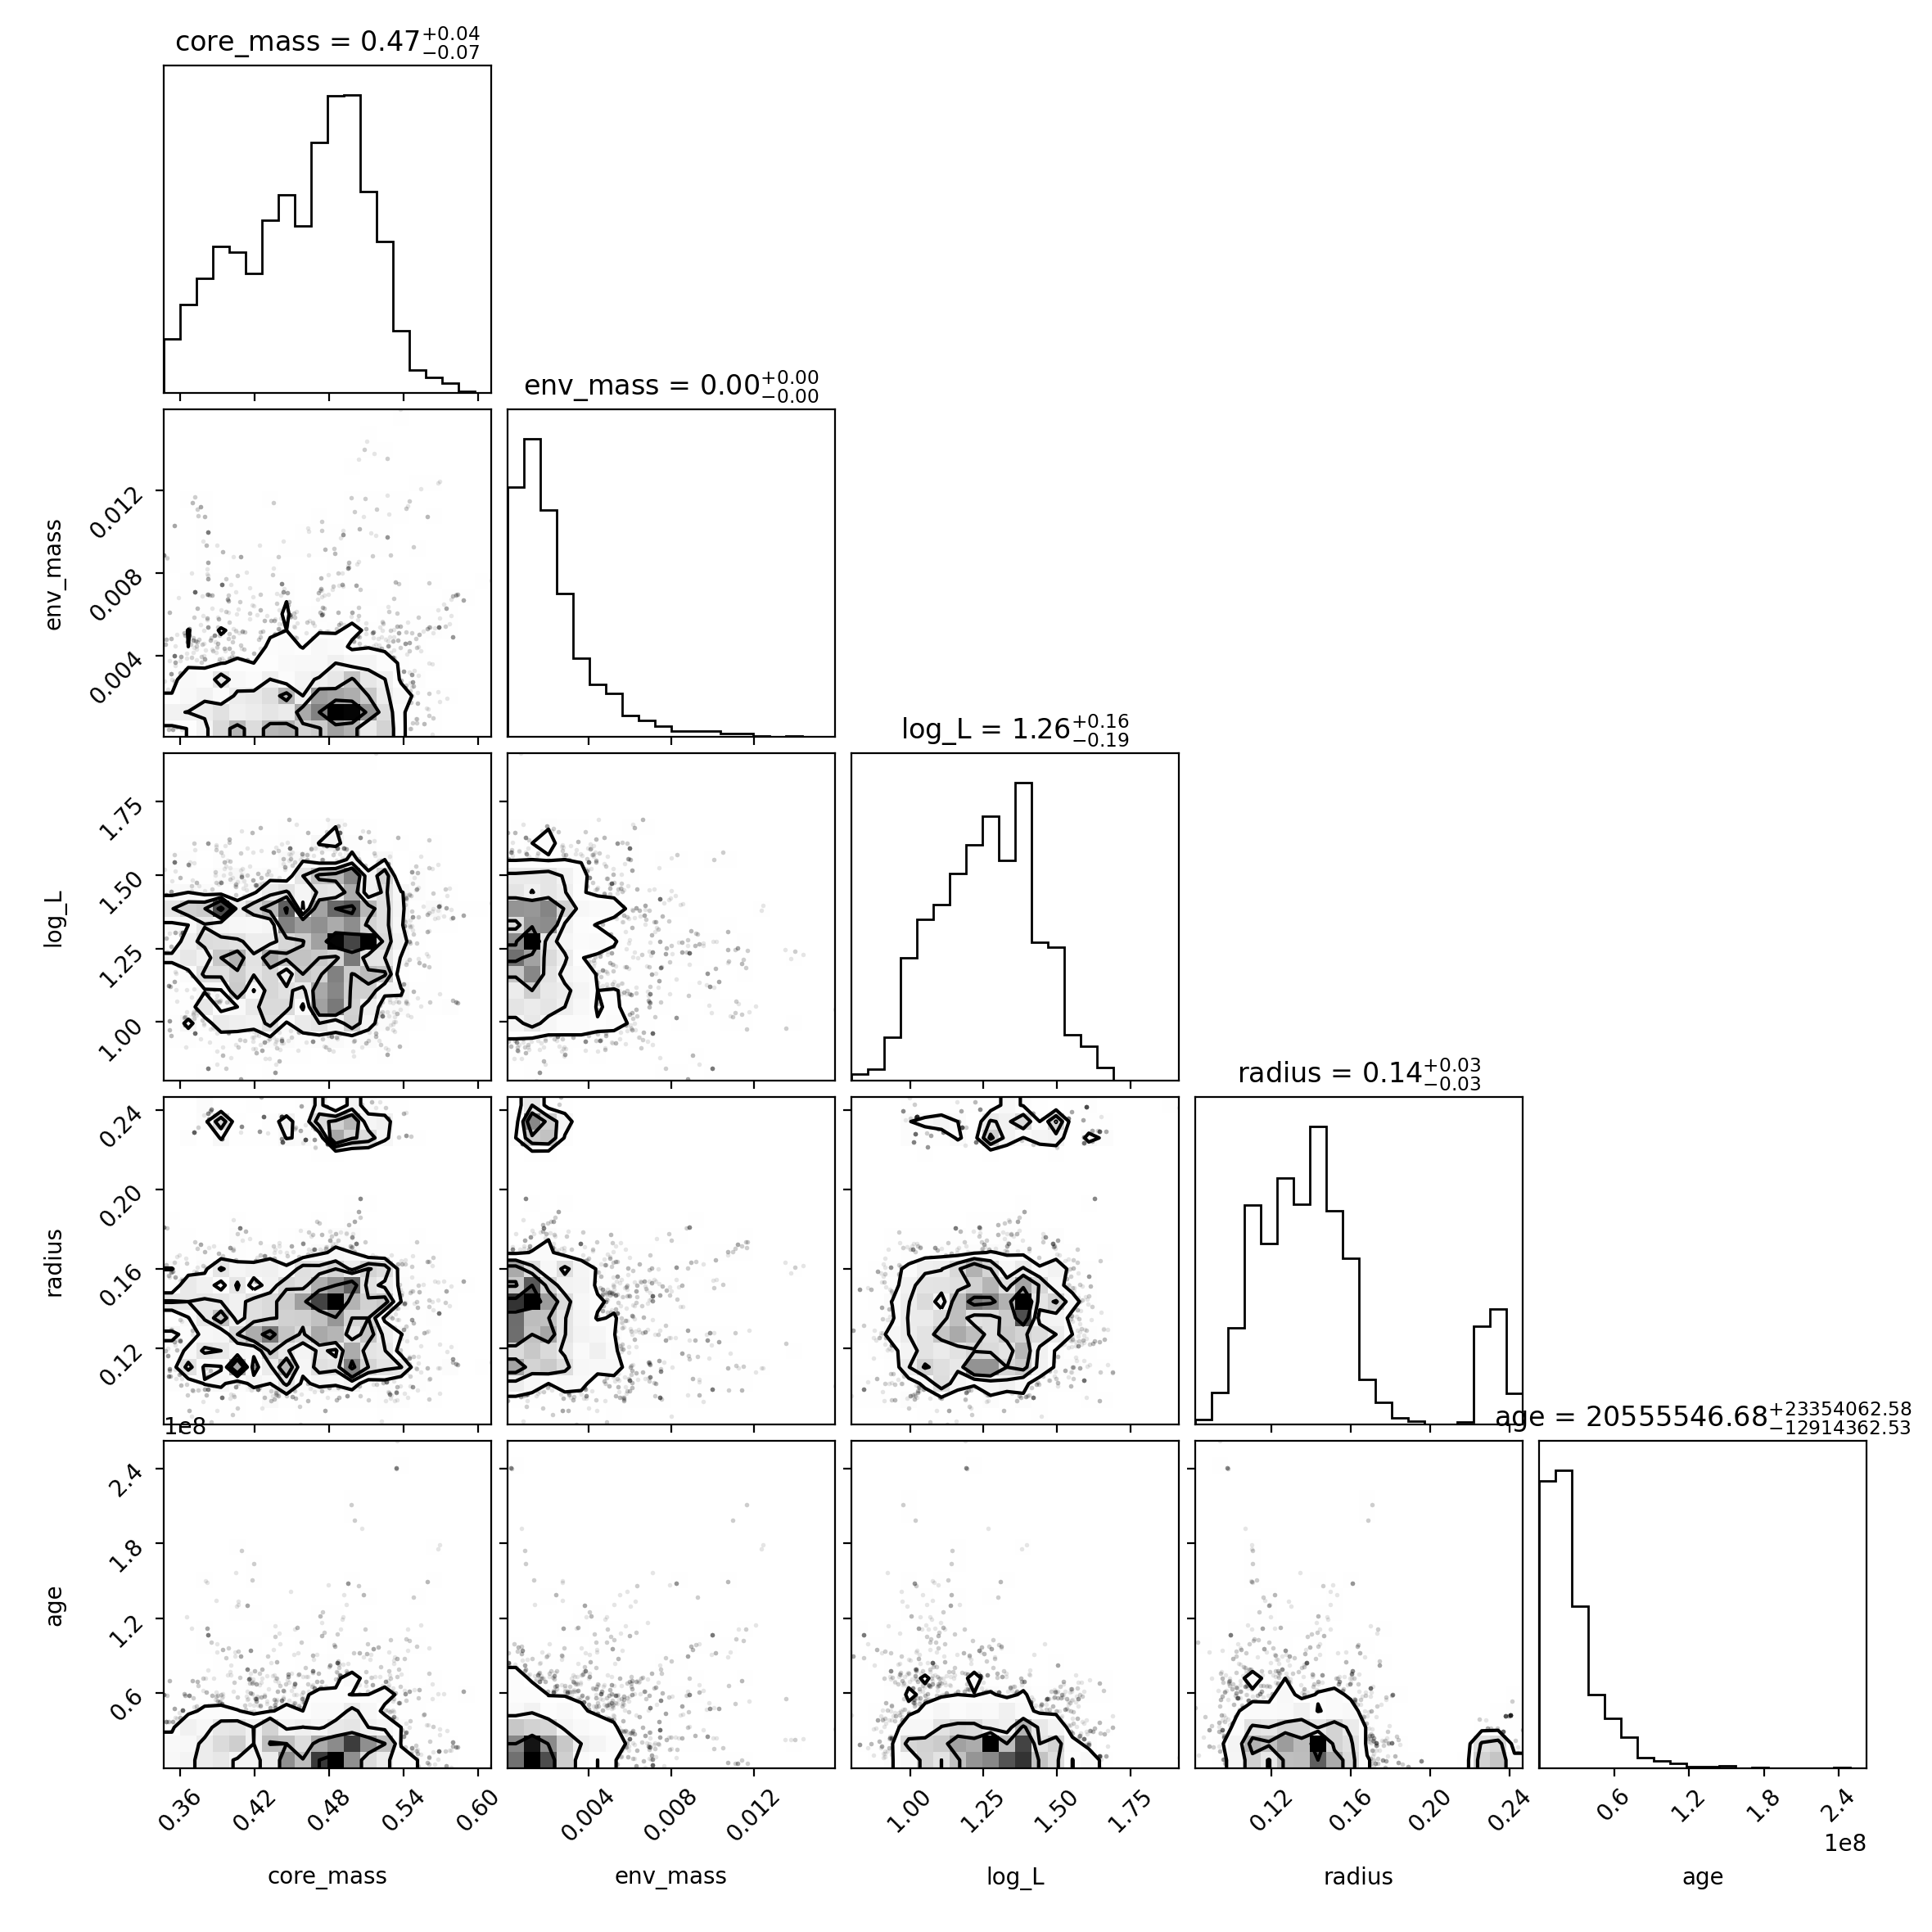 core_mass = 0.47+0.04−0.07
env_mass = 0.00+0.00−0.00
0.012
0.008
0.004
env_mass
log_L = 1.26+0.16−0.19
1.75
1.50
1.25
1.00
log_L
radius = 0.14+0.03−0.03
0.24
0.20
0.16
0.12
radius
age = 20555546.68+23354062.58−12914362.53
1e8
2.4
1.8
1.2
0.6
age
0.36 0.42 0.48 0.54 0.60
0.004 0.008 0.012
1.00 1.25 1.50 1.75
0.12 0.16 0.20 0.24
0.6 1.2 1.8 2.4
1e8
core_mass env_mass log_L radius age